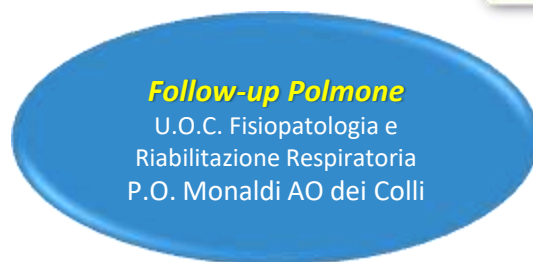 Follow-up Polmone
U.O.C. Fisiopatologia e
Riabilitazione Respiratoria
P.O. Monaldi AO dei Colli